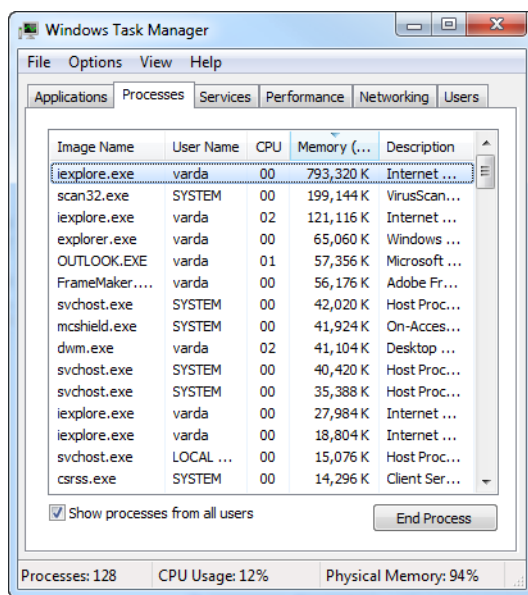 Windows Task Manager
File Options View Help
Applications Processes Services Performance Networking Users
Image Name User Name CPU Memory (... Description
iexplore.exe varda 00 793,320 K Internet ...
scan32.exe SYSTEM 00 199,144 K VirusScan...
iexplore.exe varda 02 121,116 K Internet ...
explorer.exe varda 00 65,060 K Windows ...
OUTLOOK.EXE varda 01 57,356 K Microsoft ...
FrameMaker.... varda 00 56,176 K Adobe Fr...
svchost.exe SYSTEM 00 42,020 K Host Proc...
mcshield.exe SYSTEM 00 41,924 K On-Acces...
dwm.exe varda 02 41,104 K Desktop ...
svchost.exe SYSTEM 00 40,420 K Host Proc...
svchost.exe SYSTEM 00 35,388 K Host Proc...
iexplore.exe varda 00 27,984 K Internet ...
iexplore.exe varda 00 18,804 K Internet ...
svchost.exe LOCAL ... 00 15,076 K Host Proc...
csrss.exe SYSTEM 00 14,296 K Client Ser...
Show processes from all users End Process
Processes: 128 CPU Usage: 12% Physical Memory: 94%